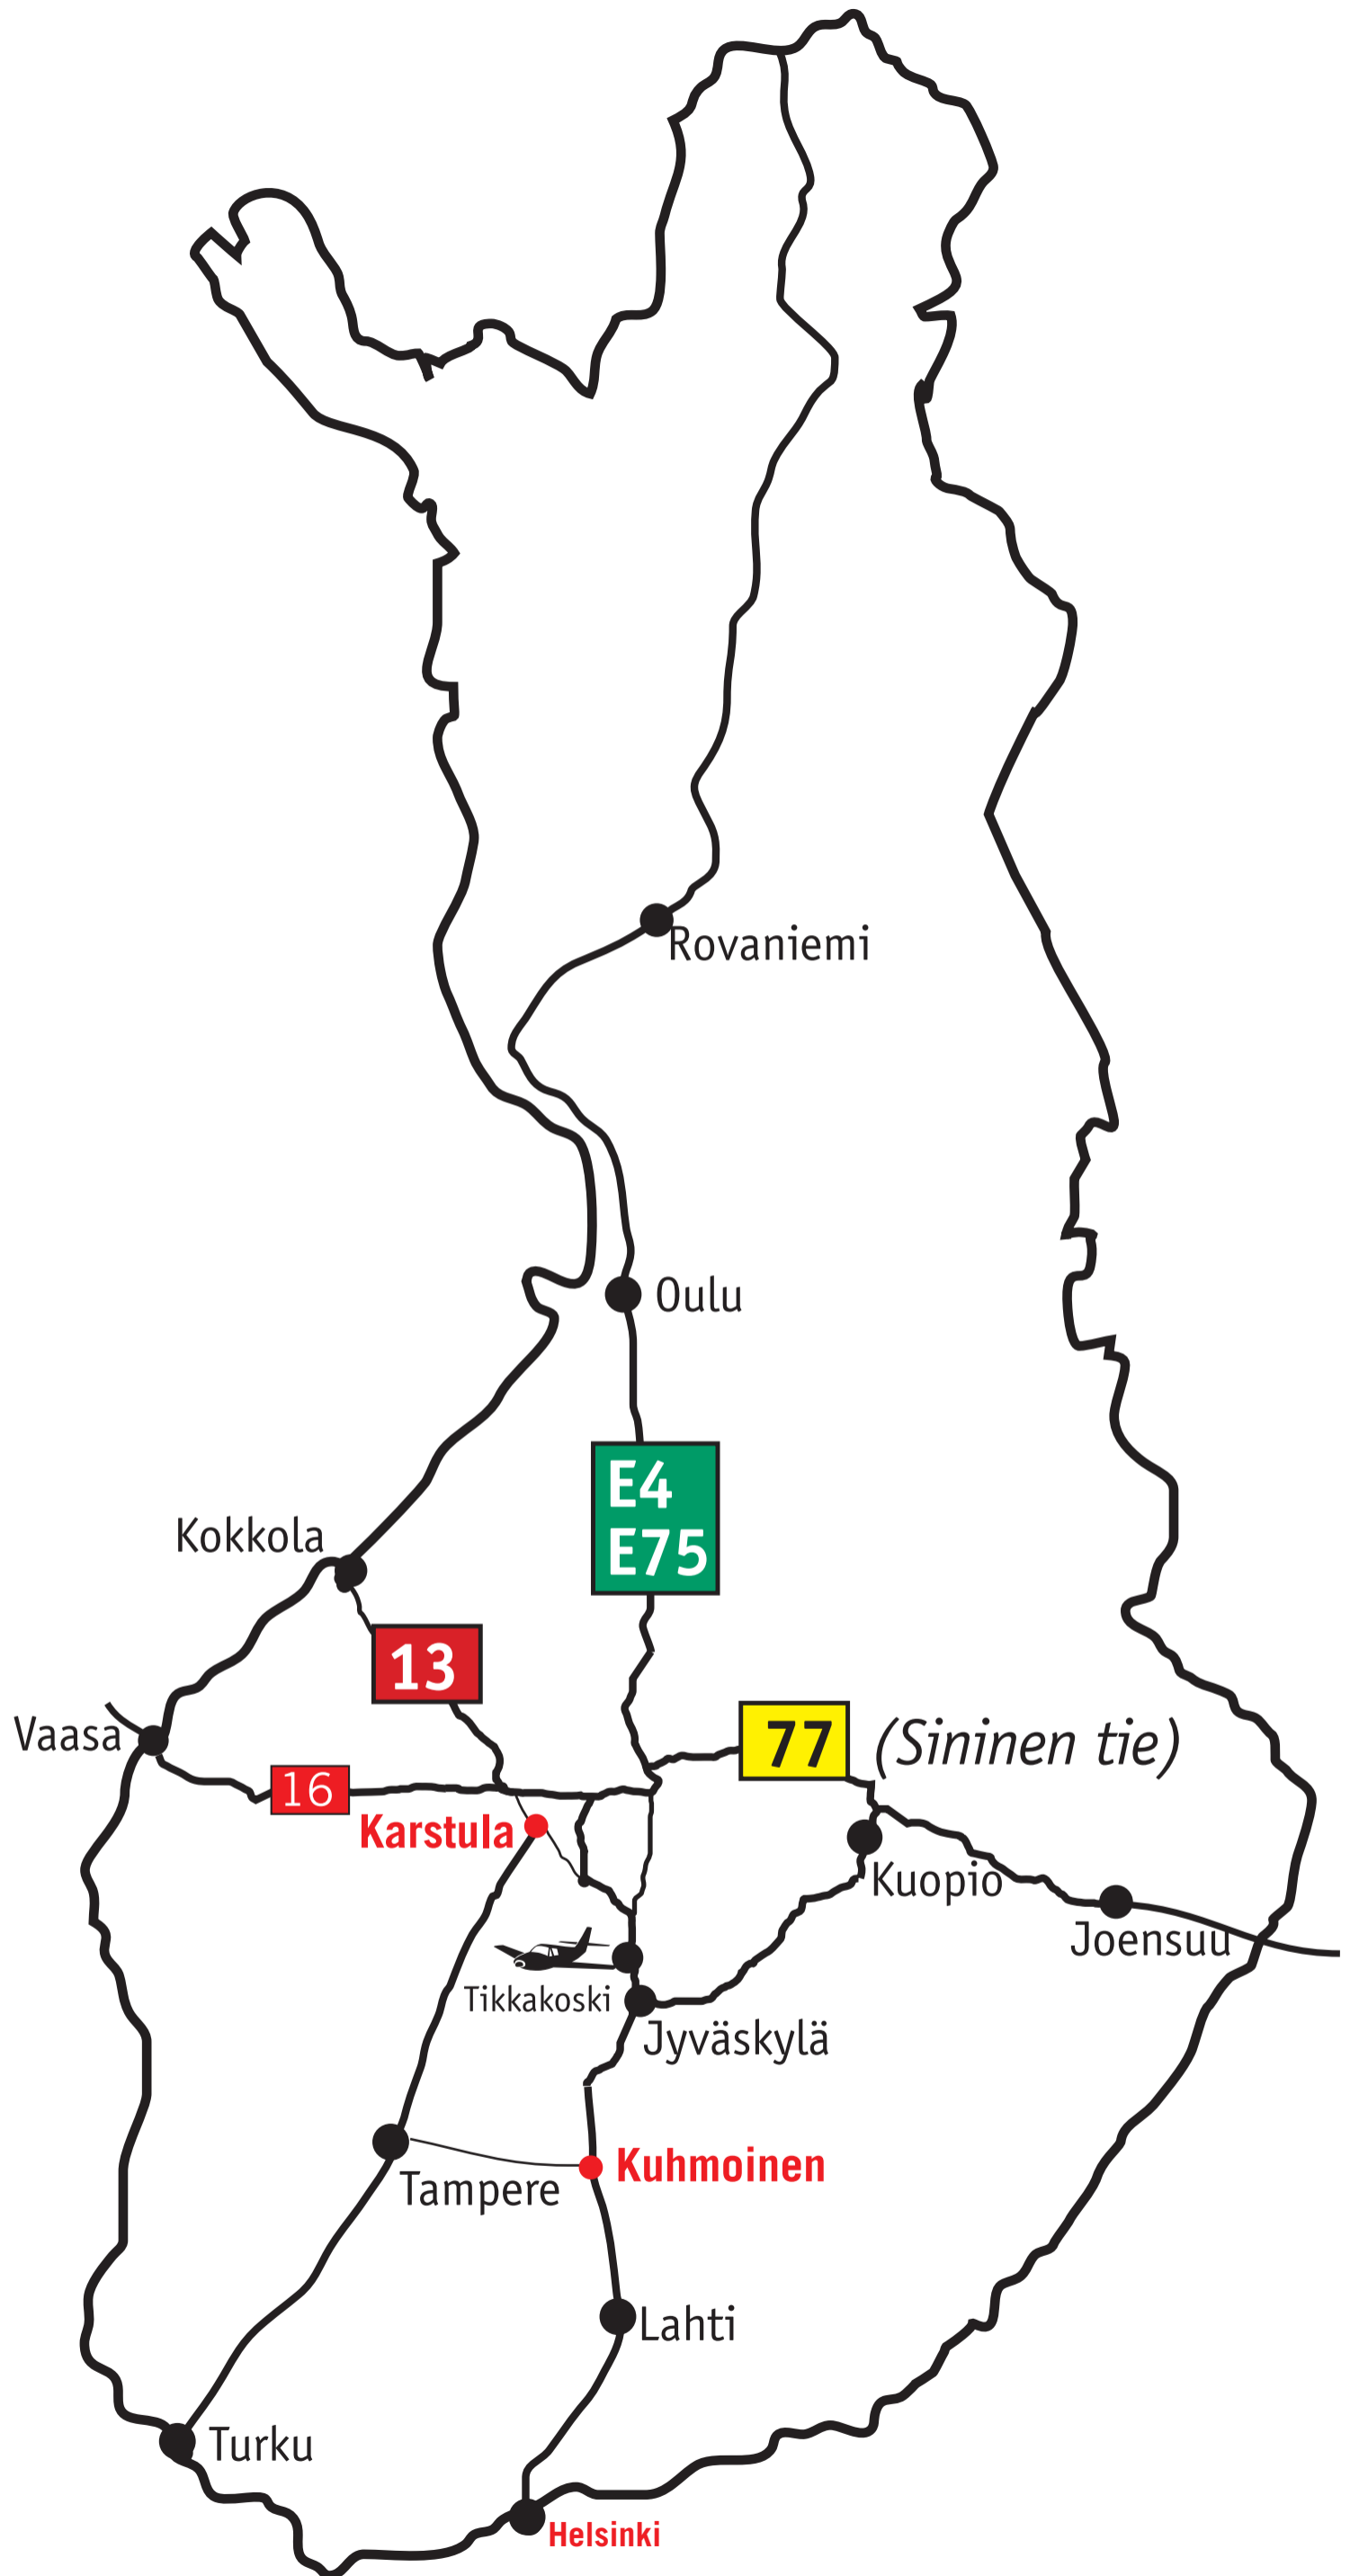 Rovaniemi
Oulu
E4
E75
Kokkola
13
Vaasa
77
(Sininen tie)
16
Karstula
Kuopio
Joensuu
Tikkakoski
Jyväskylä
Kuhmoinen
Tampere
Lahti
Turku
Helsinki